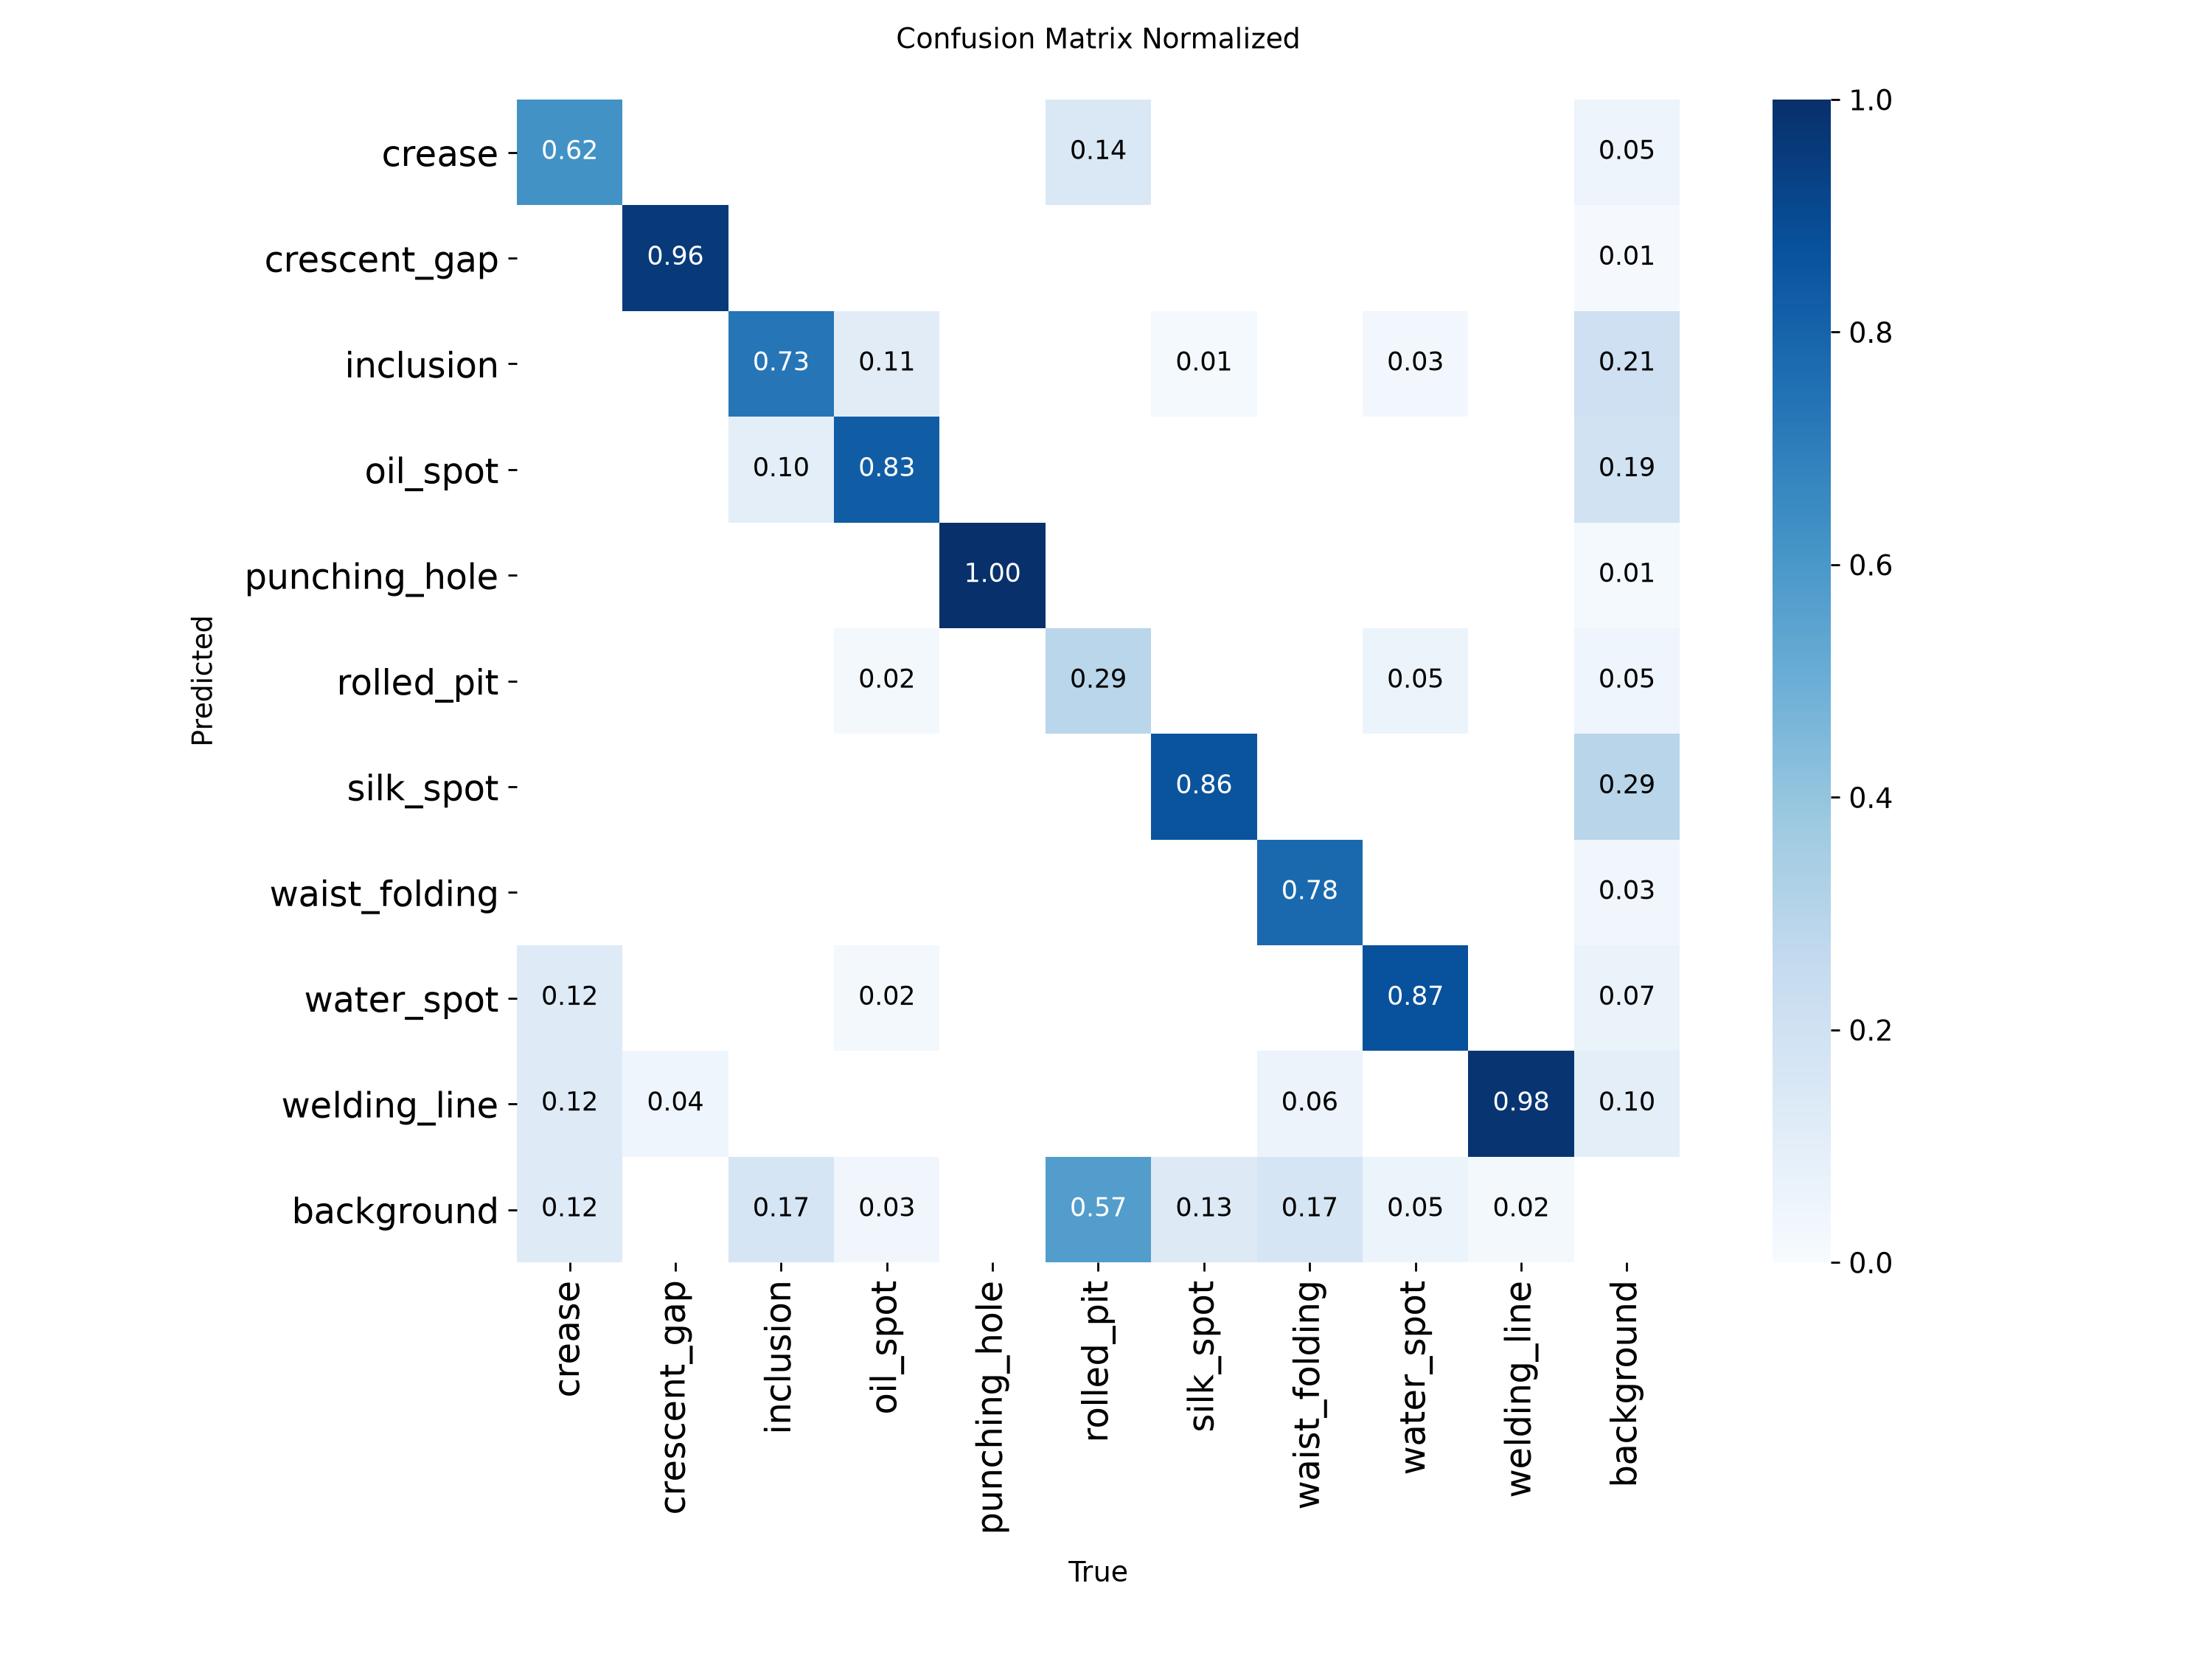 Confusion Matrix Normalized
crease 0.62 0.14 0.05
crescent_gap 0.96 0.01
inclusion 0.73 0.11 0.01 0.03 0.21
oil_spot 0.10 0.83 0.19
punching_hole 1.00 0.01
rolled_pit 0.02 0.29 0.05 0.05
silk_spot 0.86 0.29
waist_folding 0.78 0.03
water_spot 0.12 0.02 0.87 0.07
welding_line 0.12 0.04 0.06 0.98 0.10
background 0.12 0.17 0.03 0.57 0.13 0.17 0.05 0.02
Predicted
crease
crescent_gap
inclusion
oil_spot
punching_hole
rolled_pit
silk_spot
waist_folding
water_spot
welding_line
background
True
1.0
0.8
0.6
0.4
0.2
0.0